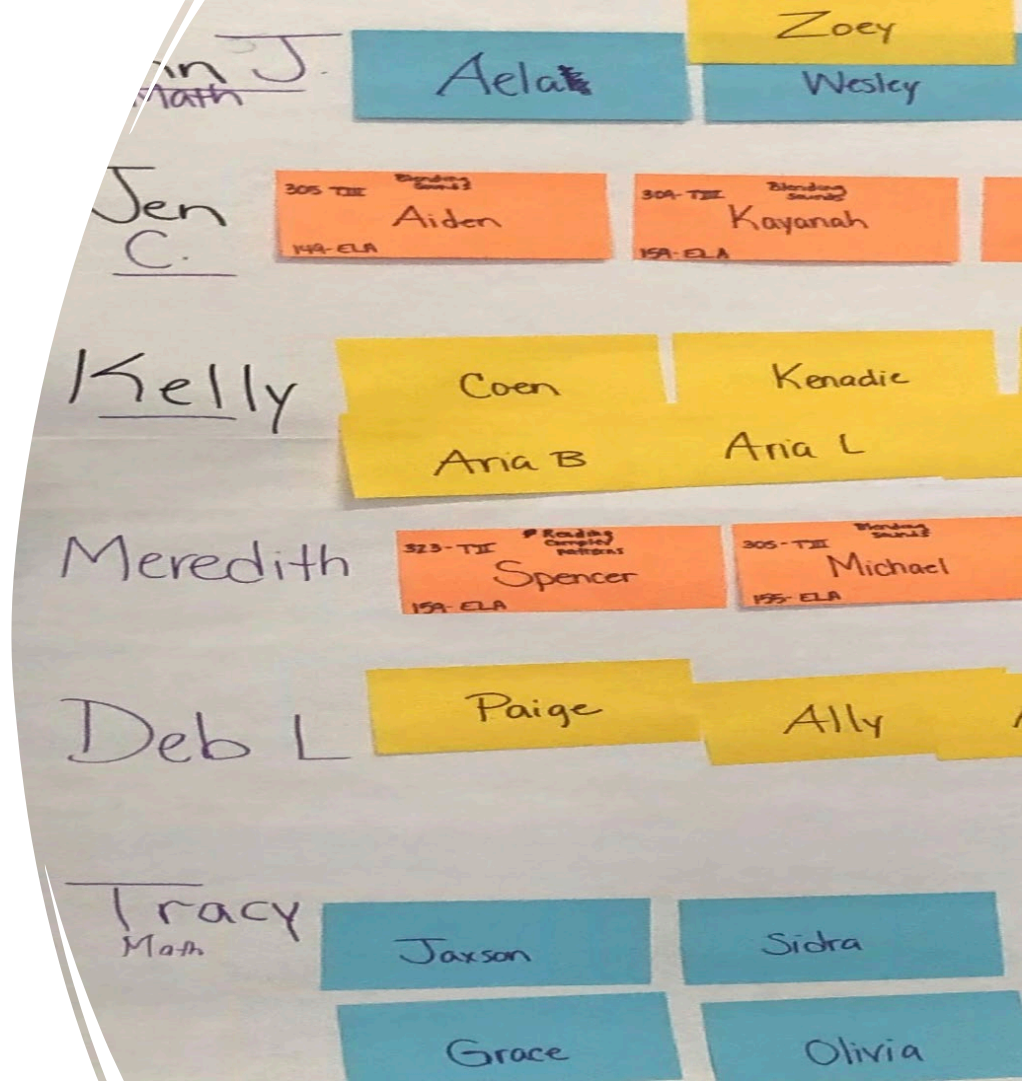 Zoey
J.
Math
Aela
Wesley
Jen
C.
305 TIII Blending Sounds
Aiden
149-ELA
304-TIII Blending Sounds
Kayanah
159-ELA
Kelly
Coen
Kenadie
Aria B
Aria L
Meredith
323-TII Reading Complex Patterns
Spencer
159-ELA
305-TIII Blending Sounds
Michael
155-ELA
Deb L
Paige
Ally
Tracy
Math
Jaxson
Sidra
Grace
Olivia